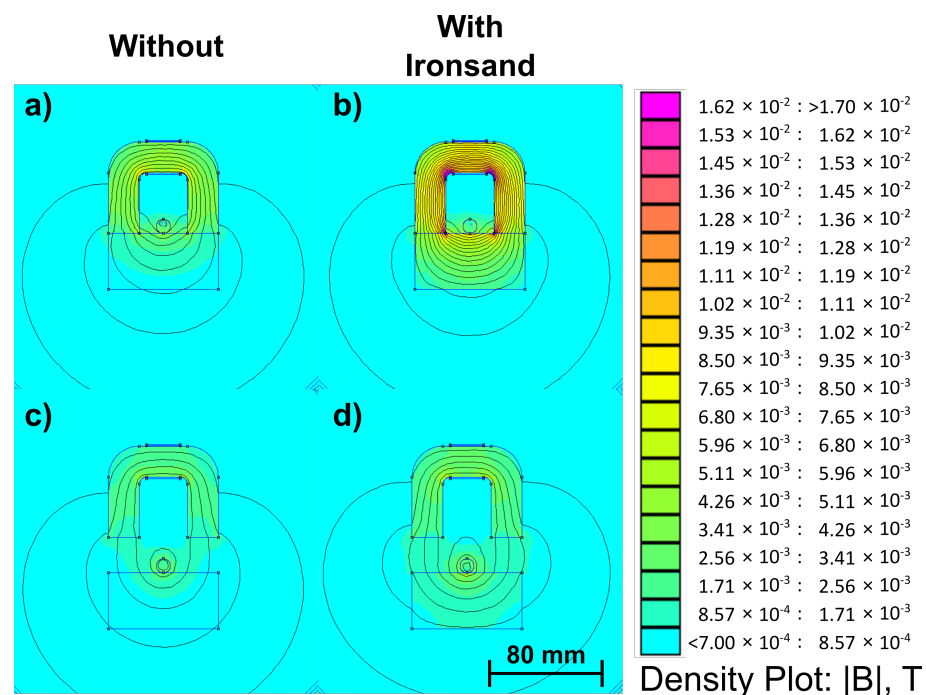 Without
With
Ironsand
a)
b)
c)
d)
80 mm
1.62 × 10⁻² : >1.70 × 10⁻²
1.53 × 10⁻² : 1.62 × 10⁻²
1.45 × 10⁻² : 1.53 × 10⁻²
1.36 × 10⁻² : 1.45 × 10⁻²
1.28 × 10⁻² : 1.36 × 10⁻²
1.19 × 10⁻² : 1.28 × 10⁻²
1.11 × 10⁻² : 1.19 × 10⁻²
1.02 × 10⁻² : 1.11 × 10⁻²
9.35 × 10⁻³ : 1.02 × 10⁻²
8.50 × 10⁻³ : 9.35 × 10⁻³
7.65 × 10⁻³ : 8.50 × 10⁻³
6.80 × 10⁻³ : 7.65 × 10⁻³
5.96 × 10⁻³ : 6.80 × 10⁻³
5.11 × 10⁻³ : 5.96 × 10⁻³
4.26 × 10⁻³ : 5.11 × 10⁻³
3.41 × 10⁻³ : 4.26 × 10⁻³
2.56 × 10⁻³ : 3.41 × 10⁻³
1.71 × 10⁻³ : 2.56 × 10⁻³
8.57 × 10⁻⁴ : 1.71 × 10⁻³
<7.00 × 10⁻⁴ : 8.57 × 10⁻⁴
Density Plot: |B|, T